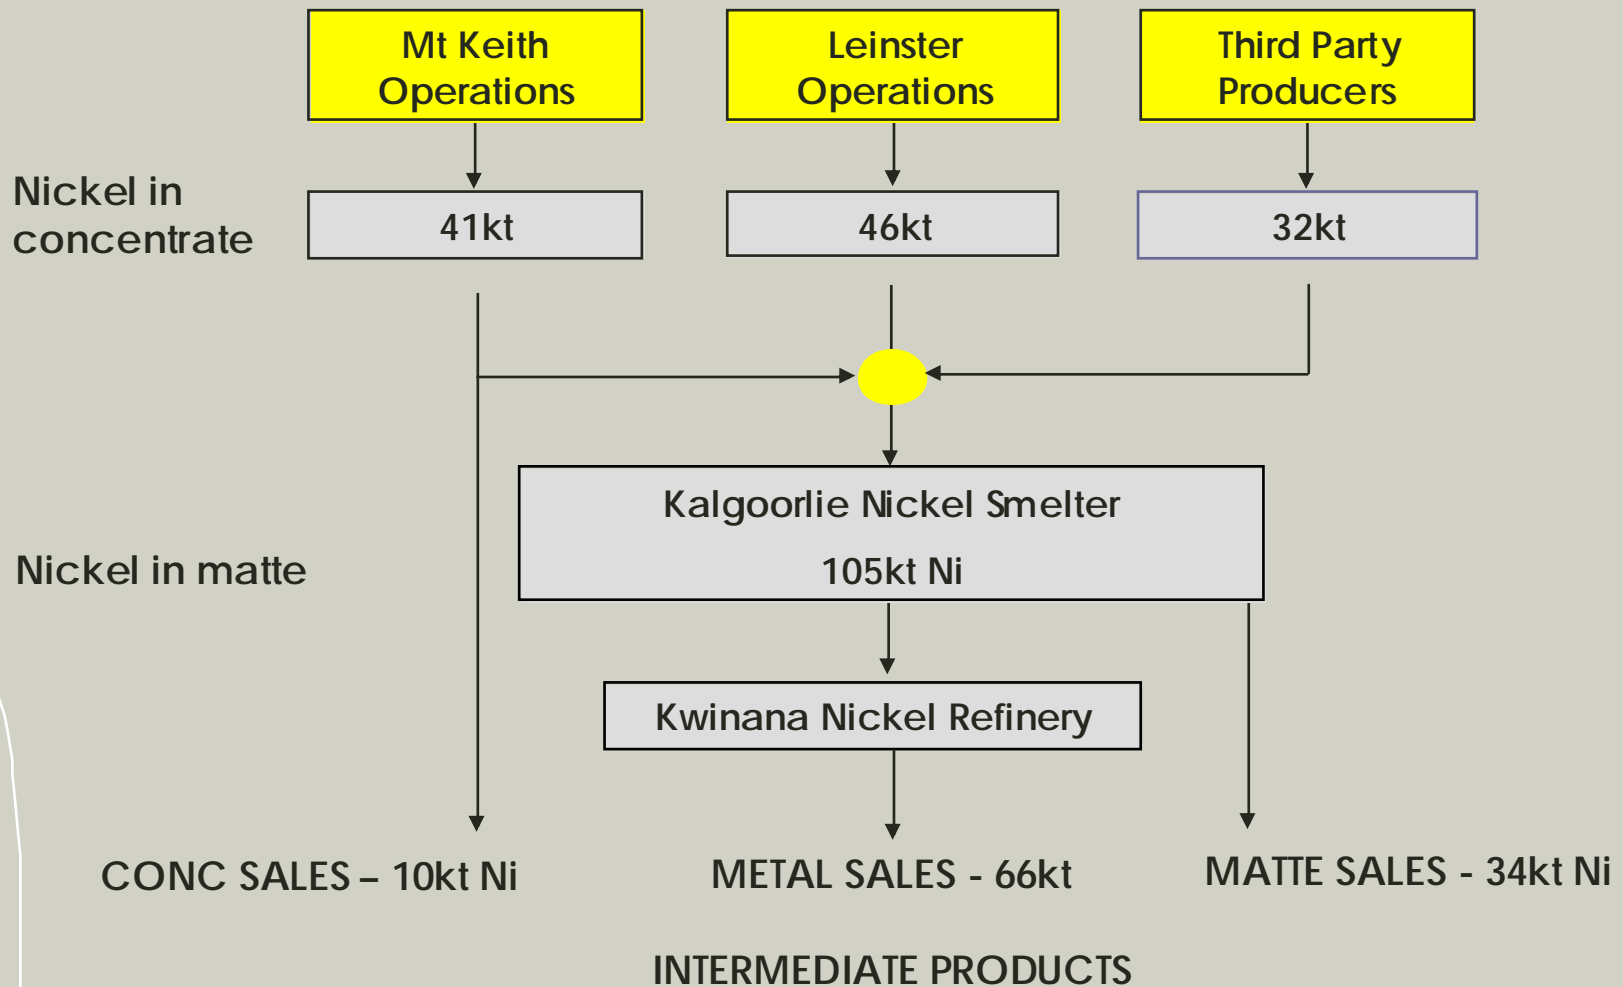 Mt Keith
Operations
Leinster
Operations
Third Party
Producers
Nickel in
concentrate
41kt
46kt
32kt
Kalgoorlie Nickel Smelter
105kt Ni
Nickel in matte
Kwinana Nickel Refinery
CONC SALES – 10kt Ni
METAL SALES - 66kt
MATTE SALES - 34kt Ni
INTERMEDIATE PRODUCTS